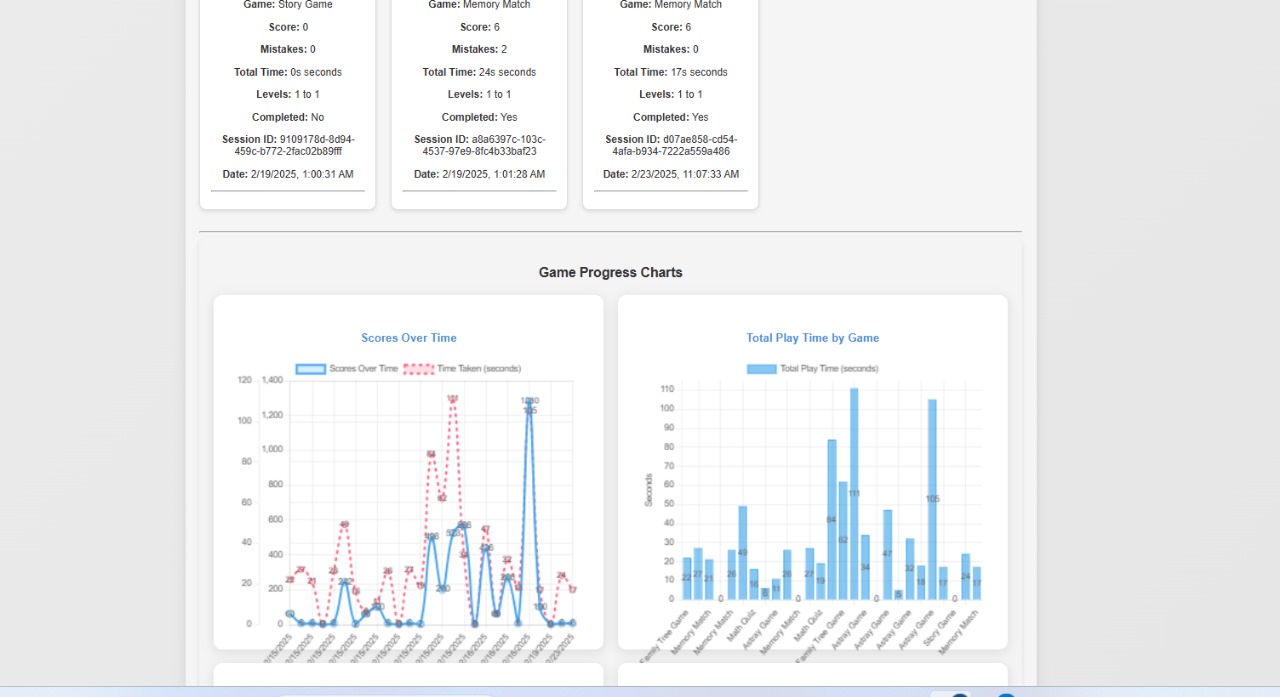 Game: Story Game
Score: 0
Mistakes: 0
Total Time: 0s seconds
Levels: 1 to 1
Completed: No
Session ID: 9109178d-8d94-
459c-b772-2fac02b89fff
Date: 2/19/2025, 1:00:31 AM
Game: Memory Match
Score: 6
Mistakes: 2
Total Time: 24s seconds
Levels: 1 to 1
Completed: Yes
Session ID: a8a6397c-103c-
4537-97e9-8fc4b33baf23
Date: 2/19/2025, 1:01:28 AM
Game: Memory Match
Score: 6
Mistakes: 0
Total Time: 17s seconds
Levels: 1 to 1
Completed: Yes
Session ID: d07ae858-cd54-
4afa-b934-7222a559a486
Date: 2/23/2025, 11:07:33 AM
Game Progress Charts
Scores Over Time
Scores Over Time
Time Taken (seconds)
120 1,400
100 1,200
80 1,000
60 800
40 600
20 400
0 200
0
Total Play Time by Game
Total Play Time (seconds)
Seconds
110
100
90
80
70
60
50
40
30
20
10
0
22 27 21 0 26 49 16 6 11 26 0 27 19 84 62 111 34 0 47 5 32 18 105 17 0 24 17
Family Tree Game
Memory Match
Memory Match
Math Quiz
Astray Game
Memory Match
Math Quiz
Family Tree Game
Astray Game
Astray Game
Astray Game
Astray Game
Story Game
Memory Match